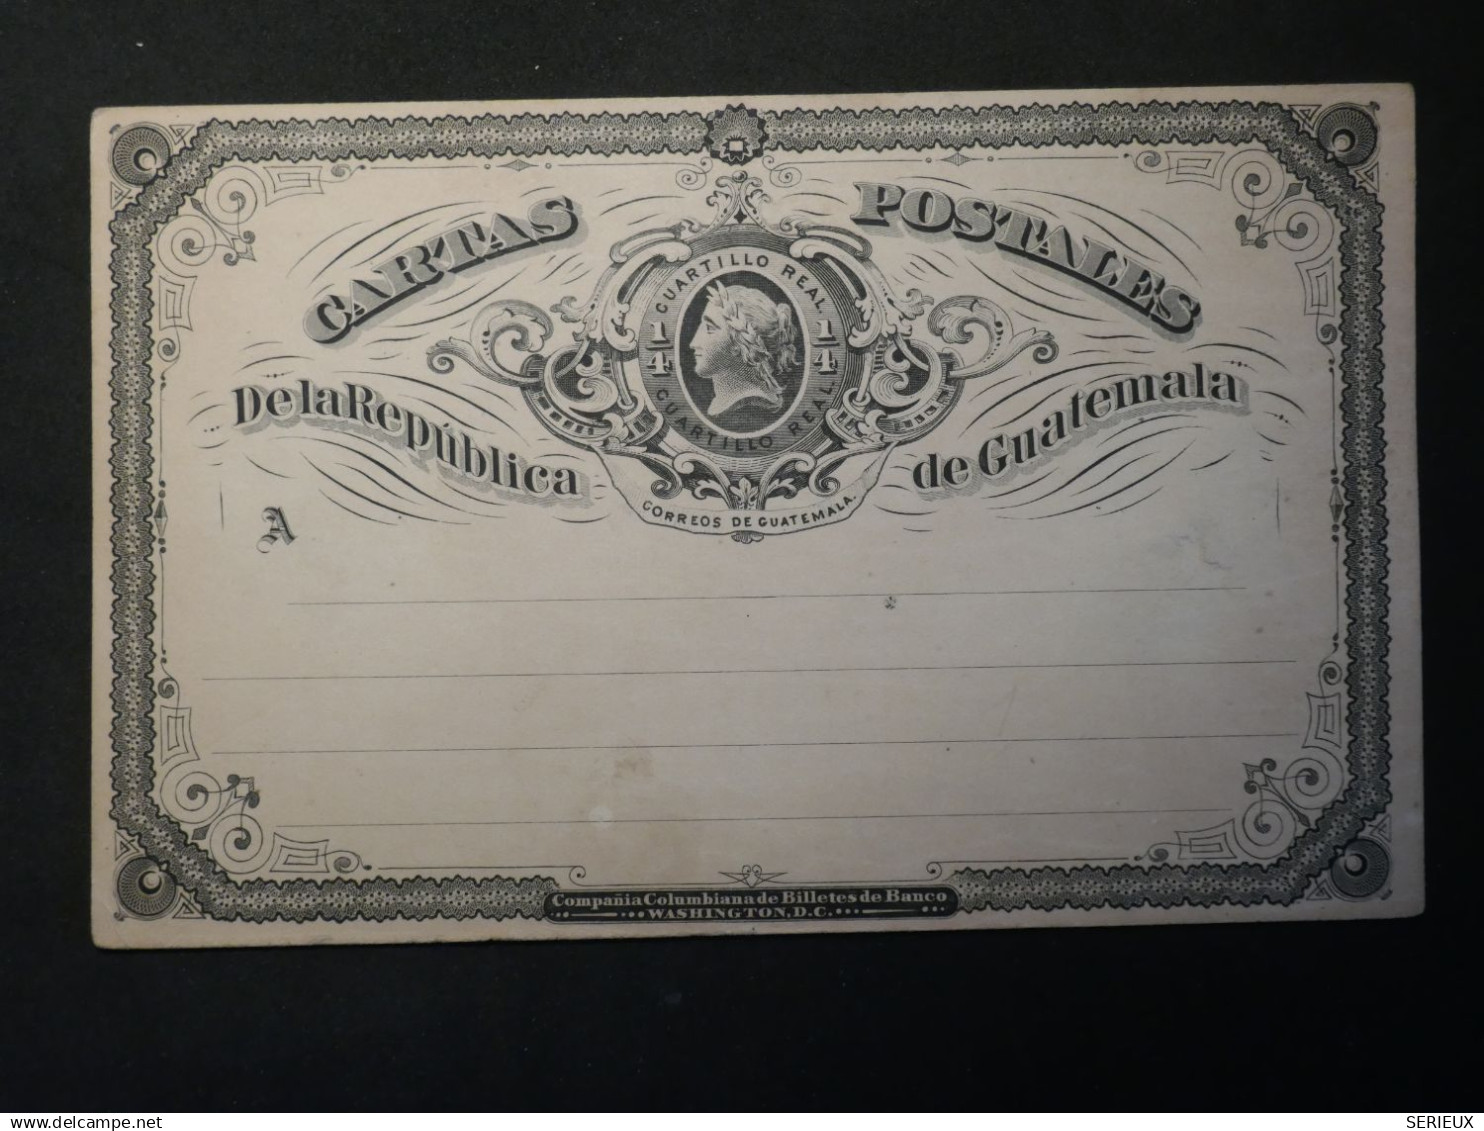 CARTAS POSTALES
De la República de Guatemala
CUARTILLO REAL
1/4 1/4
CUARTILLO REAL
CORREOS DE GUATEMALA.
A
Compañia Columbiana de Billetes de Banco
WASHINGTON, D.C.
delcampe.net
SERIEUX